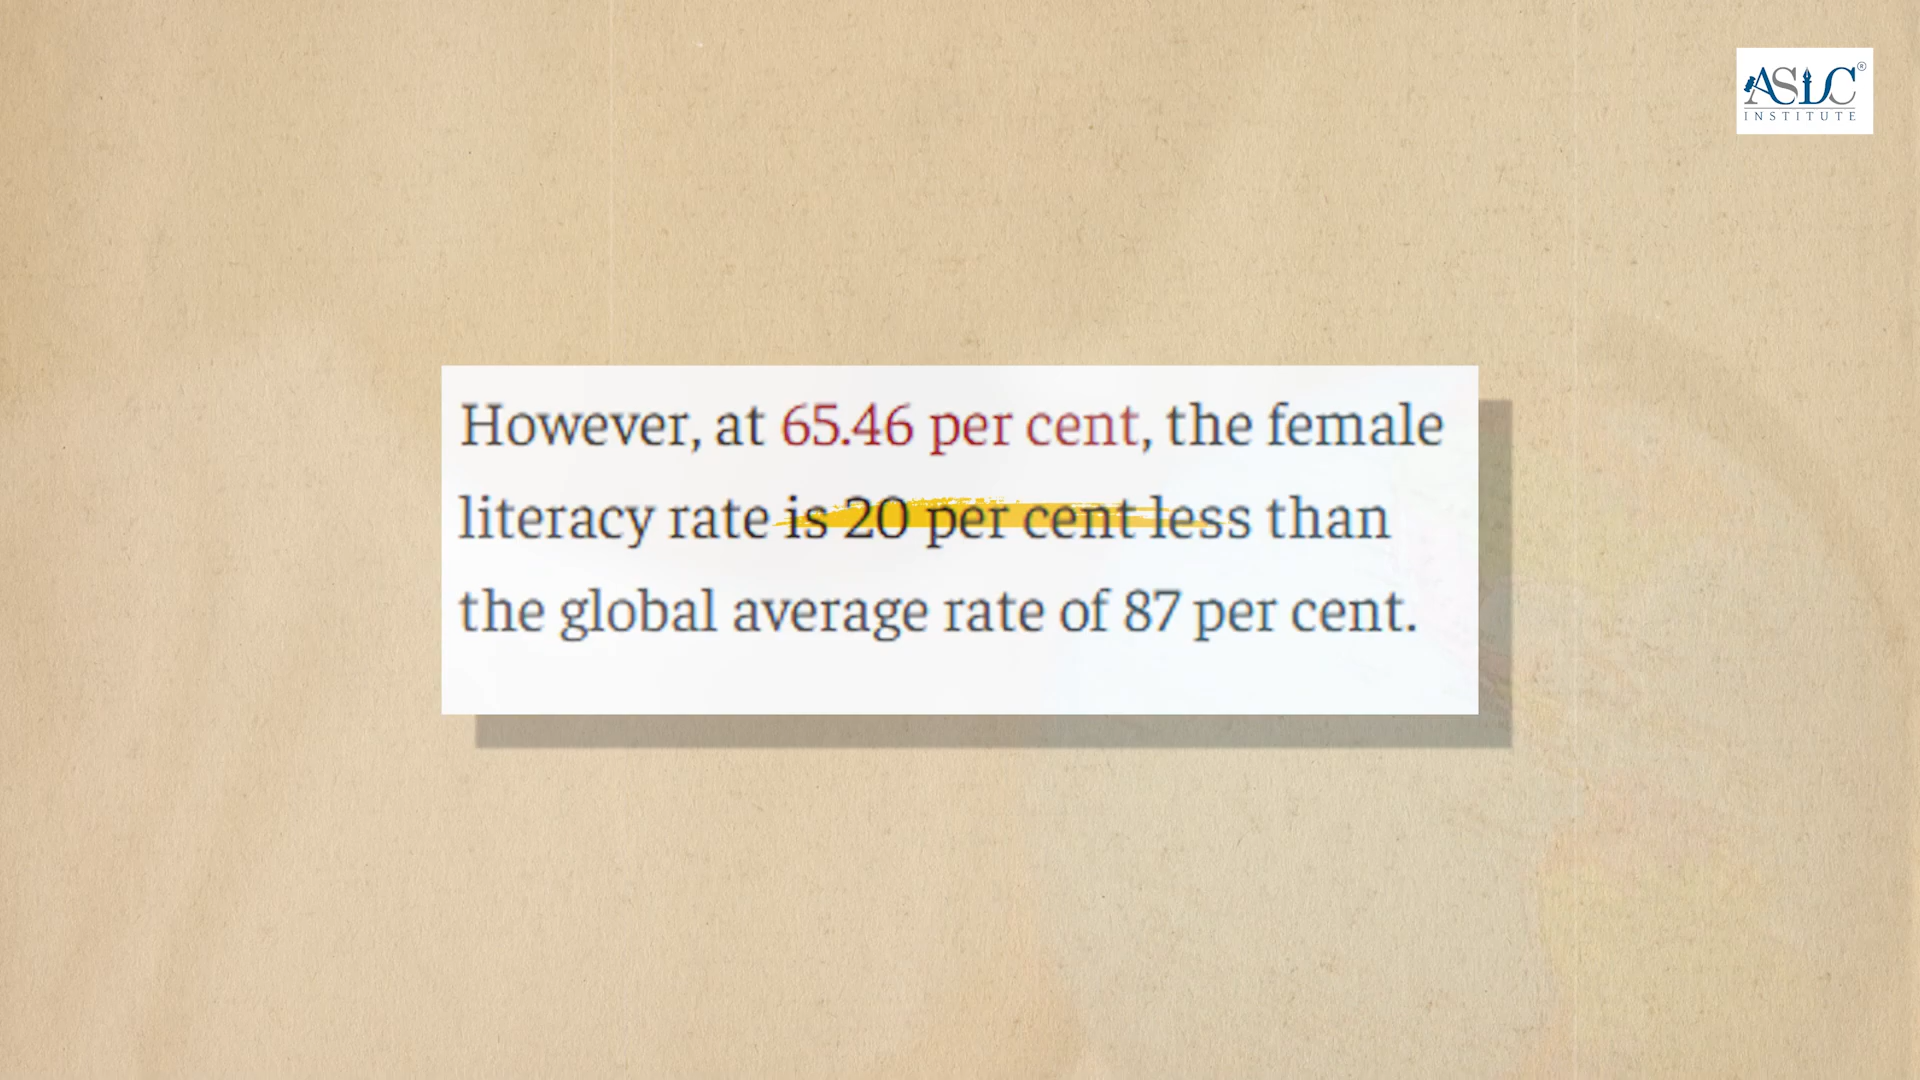 ASLC®
INSTITUTE
However, at 65.46 per cent, the female
literacy rate is 20 per cent less than
the global average rate of 87 per cent.